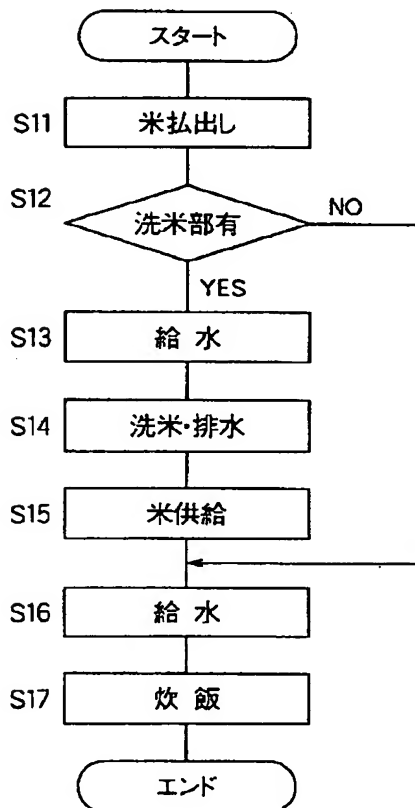 スタート
S11 米払出し
S12 洗米部有 NO
YES
S13 給水
S14 洗米・排水
S15 米供給
S16 給水
S17 炊飯
エンド